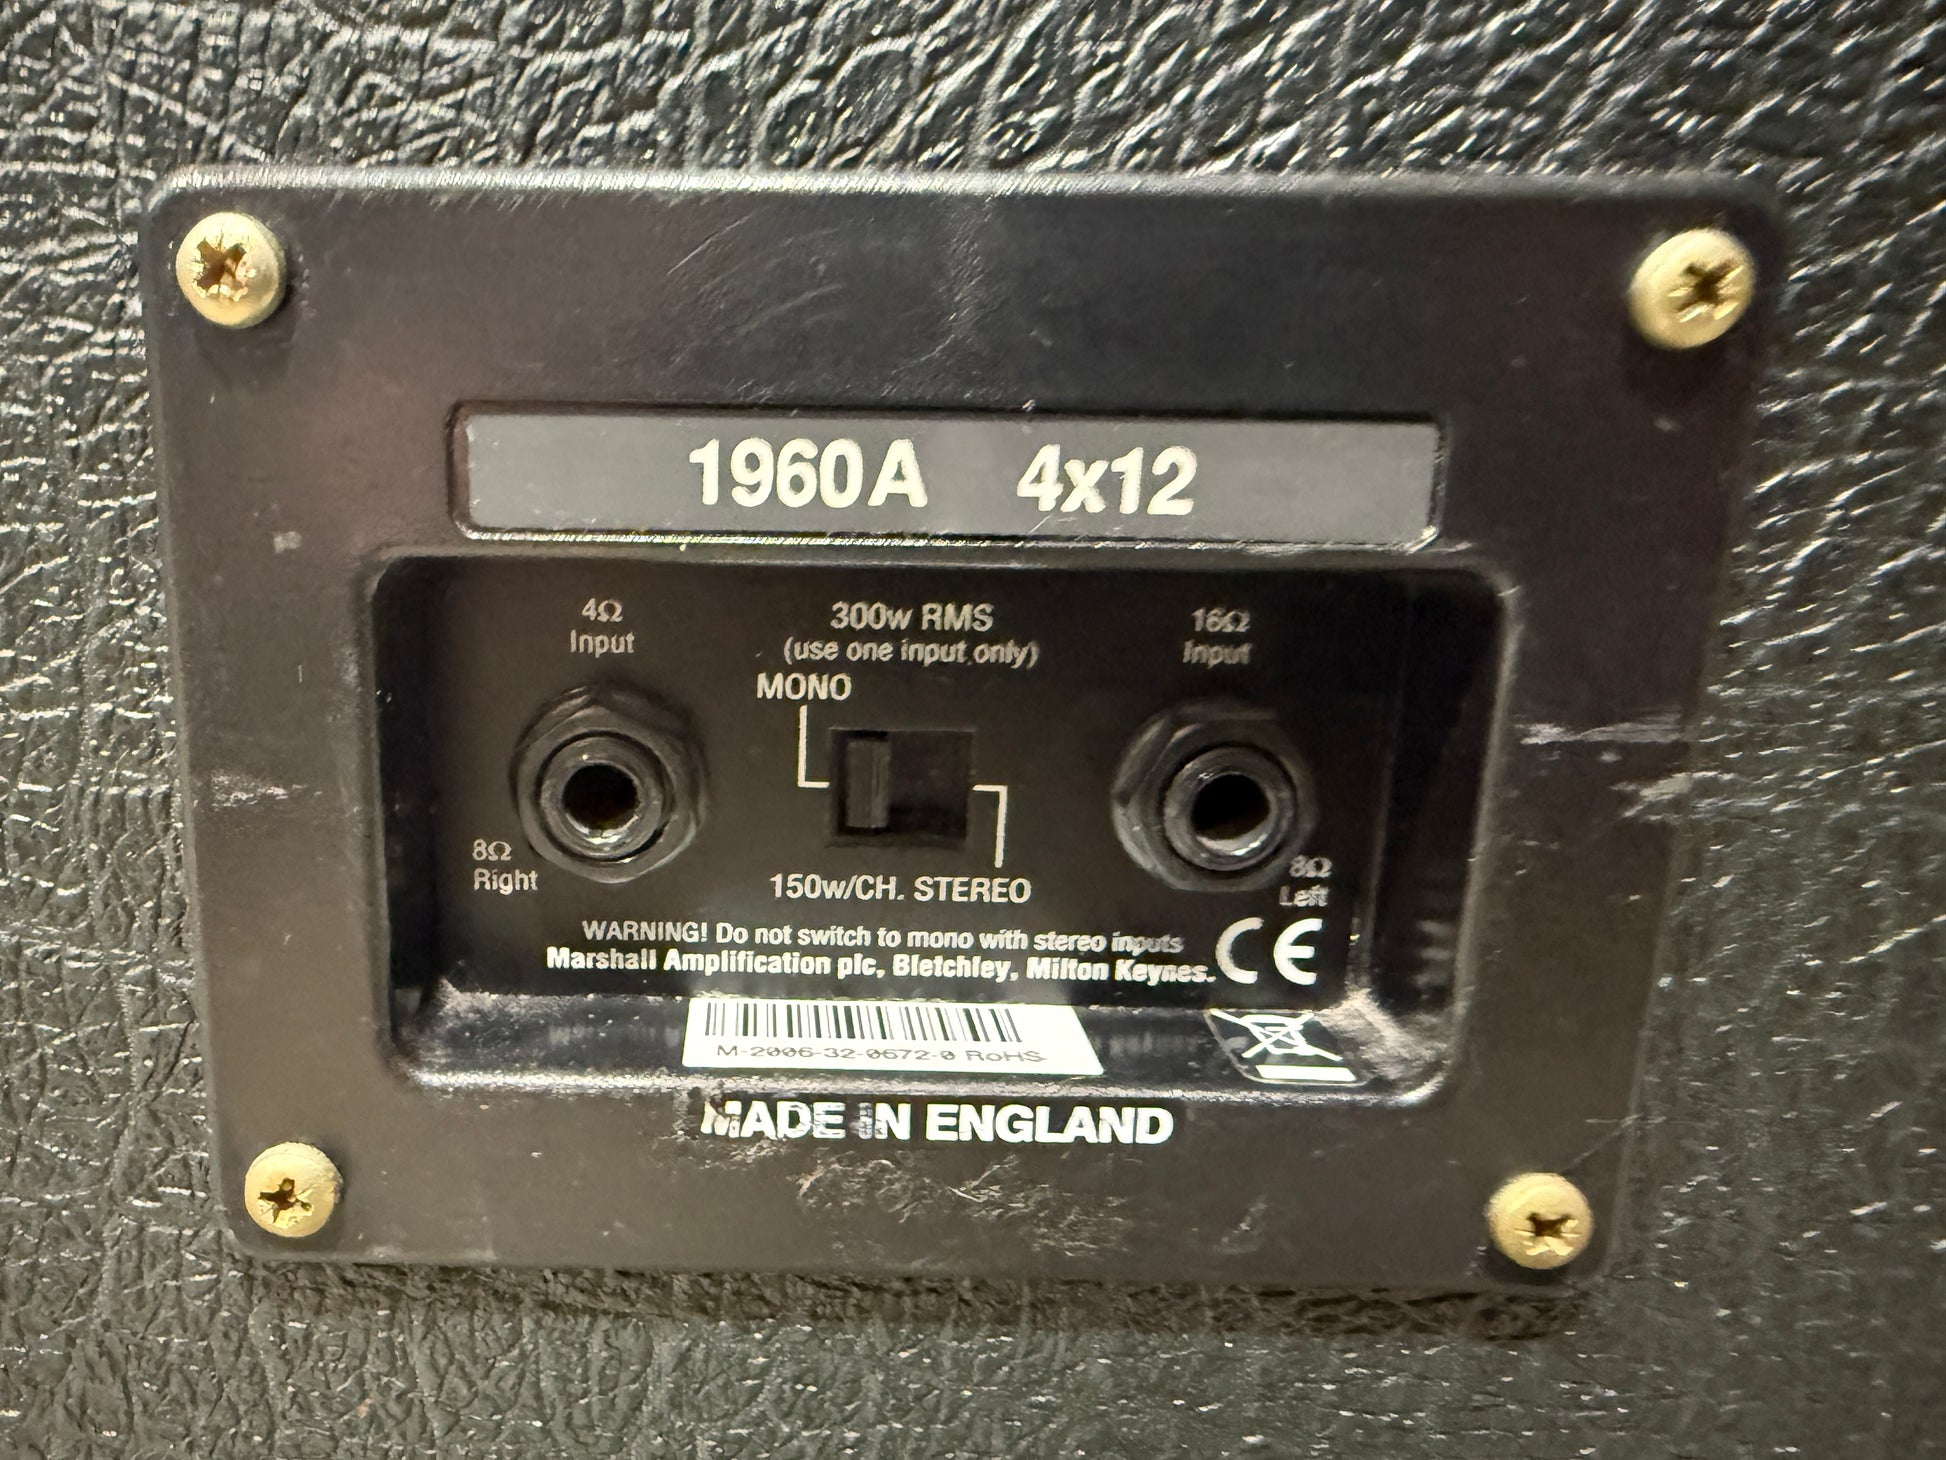 1960A 4x12
4Ω
Input
300w RMS
(use one input only)
16Ω
Input
MONO
8Ω
Right
150w/CH. STEREO
8Ω
Left
WARNING! Do not switch to mono with stereo inputs
Marshall Amplification plc, Bletchley, Milton Keynes.
CE
M-2006-32-0672-0 RoHS
MADE IN ENGLAND